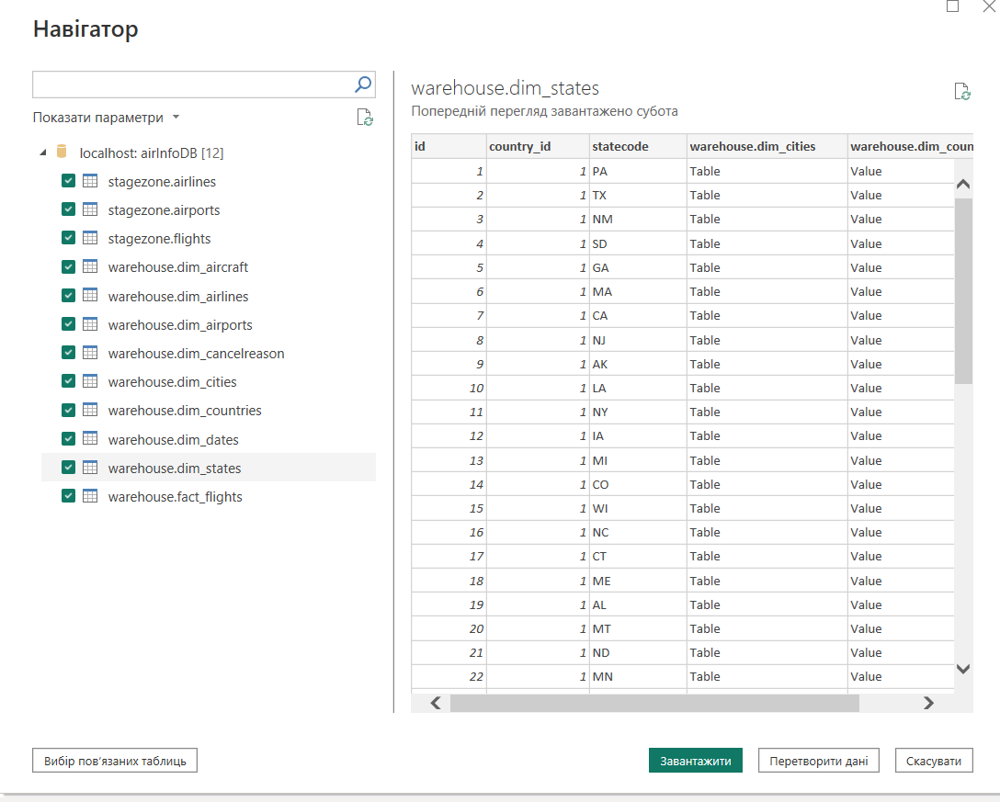 Навігатор
Показати параметри
localhost: airInfoDB [12]
stagezone.airlines
stagezone.airports
stagezone.flights
warehouse.dim_aircraft
warehouse.dim_airlines
warehouse.dim_airports
warehouse.dim_cancelreason
warehouse.dim_cities
warehouse.dim_countries
warehouse.dim_dates
warehouse.dim_states
warehouse.fact_flights
warehouse.dim_states
Попередній перегляд завантажено субота
id country_id statecode warehouse.dim_cities warehouse.dim_coun
1 1 PA Table Value
2 1 TX Table Value
3 1 NM Table Value
4 1 SD Table Value
5 1 GA Table Value
6 1 MA Table Value
7 1 CA Table Value
8 1 NJ Table Value
9 1 AK Table Value
10 1 LA Table Value
11 1 NY Table Value
12 1 IA Table Value
13 1 MI Table Value
14 1 CO Table Value
15 1 WI Table Value
16 1 NC Table Value
17 1 CT Table Value
18 1 ME Table Value
19 1 AL Table Value
20 1 MT Table Value
21 1 ND Table Value
22 1 MN Table Value
Вибір пов'язаних таблиць Завантажити Перетворити дані Скасувати